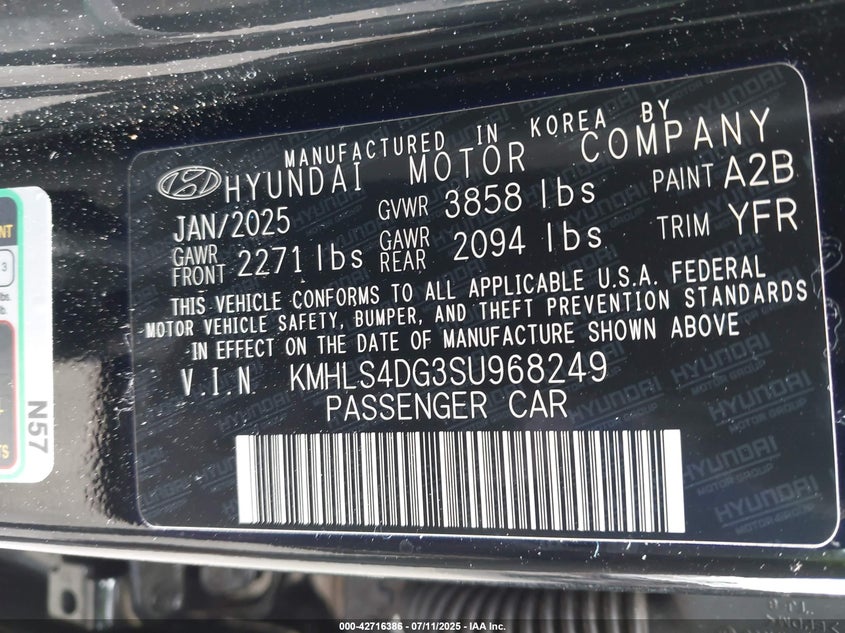 MANUFACTURED IN KOREA BY
HYUNDAI MOTOR COMPANY
JAN/2025 GVWR 3858 lbs PAINT A2B
GAWR FRONT 2271 lbs GAWR REAR 2094 lbs TRIM YFR
THIS VEHICLE CONFORMS TO ALL APPLICABLE U.S.A. FEDERAL
MOTOR VEHICLE SAFETY, BUMPER, AND THEFT PREVENTION STANDARDS
IN EFFECT ON THE DATE OF MANUFACTURE SHOWN ABOVE
V.I.N KMHLS4DG3SU968249
PASSENGER CAR
HYUNDAI
MOTOR GROUP
N57
000-42716386 - 07/11/2025 - IAA Inc.